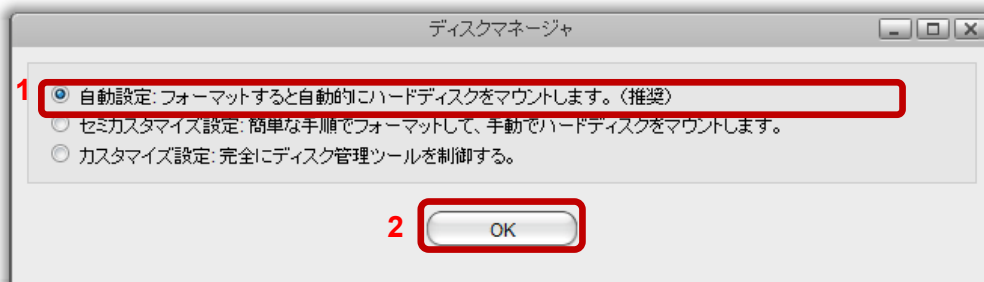 ディスクマネージャ
1
自動設定: フォーマットすると自動的にハードディスクをマウントします。(推奨)
セミカスタマイズ設定: 簡単な手順でフォーマットして、手動でハードディスクをマウントします。
カスタマイズ設定: 完全にディスク管理ツールを制御する。
2
OK